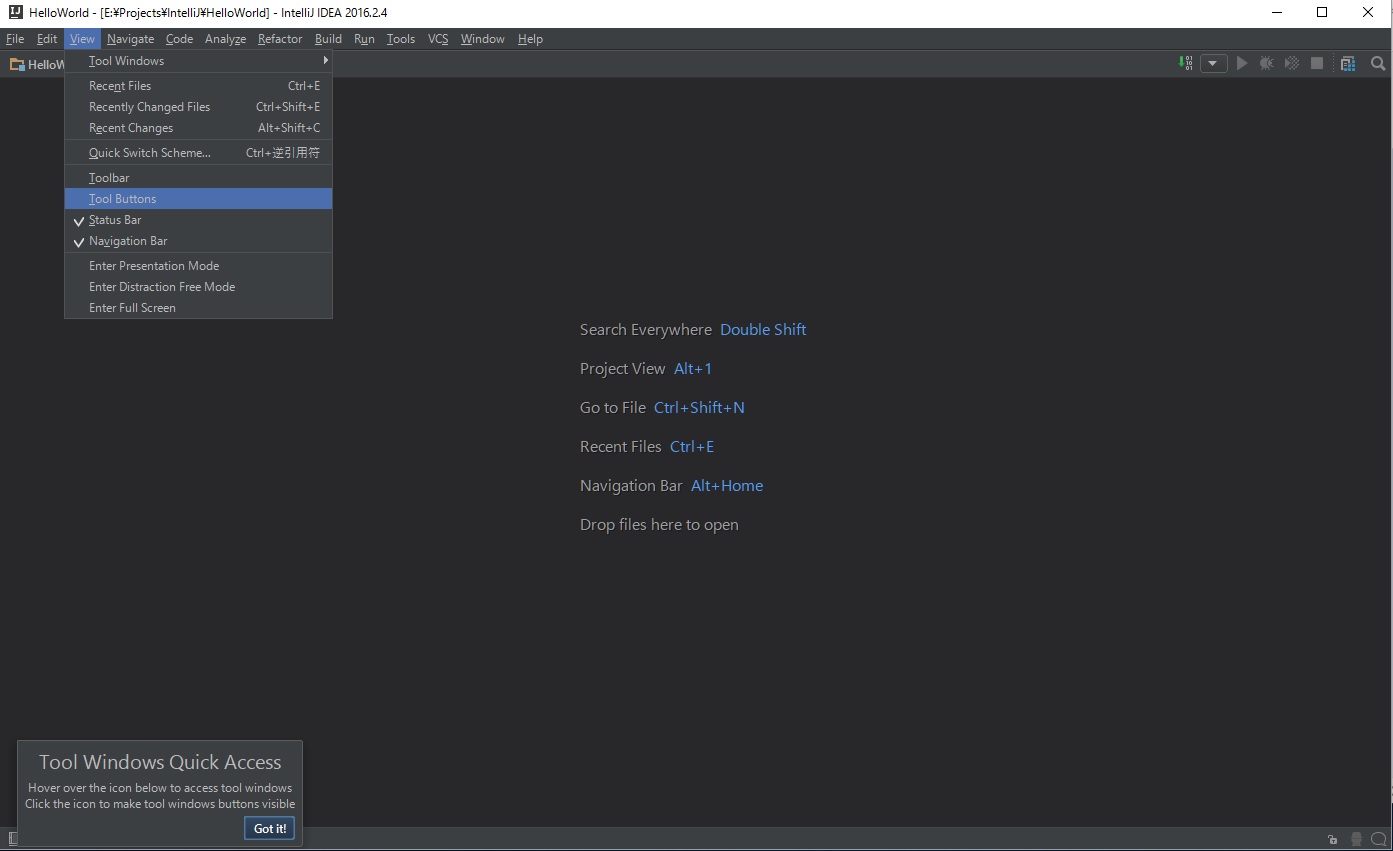 HelloWorld - [E:¥Projects¥IntelliJ¥HelloWorld] - IntelliJ IDEA 2016.2.4
File Edit View Navigate Code Analyze Refactor Build Run Tools VCS Window Help
HelloW
Tool Windows
Recent Files Ctrl+E
Recently Changed Files Ctrl+Shift+E
Recent Changes Alt+Shift+C
Quick Switch Scheme... Ctrl+逆引用符
Toolbar
Tool Buttons
Status Bar
Navigation Bar
Enter Presentation Mode
Enter Distraction Free Mode
Enter Full Screen
Search Everywhere Double Shift
Project View Alt+1
Go to File Ctrl+Shift+N
Recent Files Ctrl+E
Navigation Bar Alt+Home
Drop files here to open
Tool Windows Quick Access
Hover over the icon below to access tool windows
Click the icon to make tool windows buttons visible
Got it!